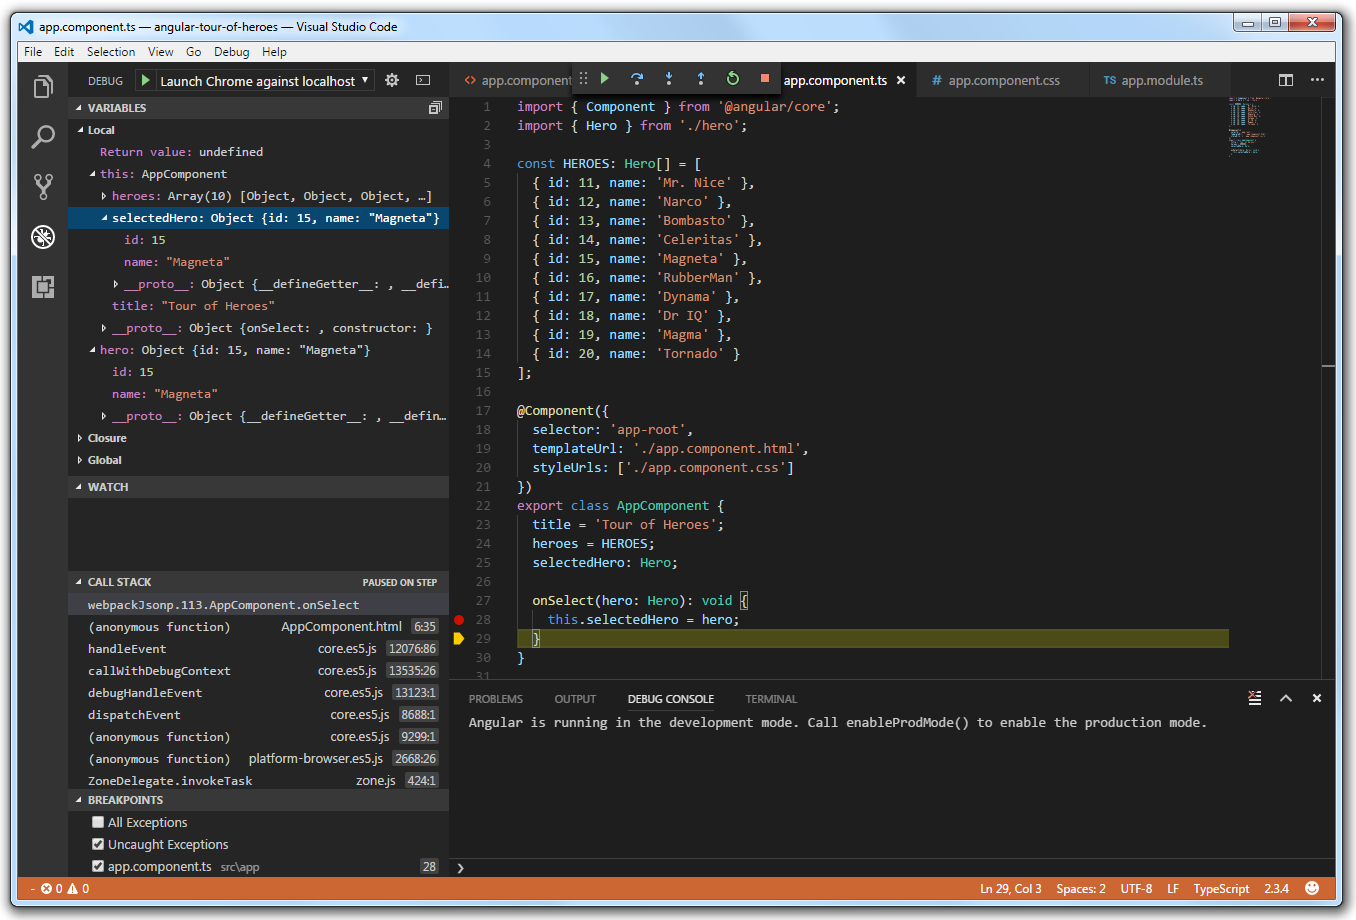 app.component.ts — angular-tour-of-heroes — Visual Studio Code
File Edit Selection View Go Debug Help
DEBUG Launch Chrome against localhost
VARIABLES
Local
Return value: undefined
this: AppComponent
heroes: Array(10) [Object, Object, Object, …]
selectedHero: Object {id: 15, name: "Magneta"}
id: 15
name: "Magneta"
__proto__: Object {__defineGetter__: , __defi…
title: "Tour of Heroes"
__proto__: Object {onSelect: , constructor: }
hero: Object {id: 15, name: "Magneta"}
id: 15
name: "Magneta"
__proto__: Object {__defineGetter__: , __defin…
Closure
Global
WATCH
CALL STACK PAUSED ON STEP
webpackJsonp.113.AppComponent.onSelect
(anonymous function) AppComponent.html 6:35
handleEvent core.es5.js 12076:86
callWithDebugContext core.es5.js 13535:26
debugHandleEvent core.es5.js 13123:1
dispatchEvent core.es5.js 8688:1
(anonymous function) core.es5.js 9299:1
(anonymous function) platform-browser.es5.js 2668:26
ZoneDelegate.invokeTask zone.js 424:1
BREAKPOINTS
All Exceptions
Uncaught Exceptions
app.component.ts src\app 28
<> app.component app.component.ts # app.component.css TS app.module.ts
1 import { Component } from '@angular/core';
2 import { Hero } from './hero';
3
4 const HEROES: Hero[] = [
5 { id: 11, name: 'Mr. Nice' },
6 { id: 12, name: 'Narco' },
7 { id: 13, name: 'Bombasto' },
8 { id: 14, name: 'Celeritas' },
9 { id: 15, name: 'Magneta' },
10 { id: 16, name: 'RubberMan' },
11 { id: 17, name: 'Dynama' },
12 { id: 18, name: 'Dr IQ' },
13 { id: 19, name: 'Magma' },
14 { id: 20, name: 'Tornado' }
15 ];
16
17 @Component({
18 selector: 'app-root',
19 templateUrl: './app.component.html',
20 styleUrls: ['./app.component.css']
21 })
22 export class AppComponent {
23 title = 'Tour of Heroes';
24 heroes = HEROES;
25 selectedHero: Hero;
26
27 onSelect(hero: Hero): void {
28 this.selectedHero = hero;
29 }
30 }
31
PROBLEMS OUTPUT DEBUG CONSOLE TERMINAL
Angular is running in the development mode. Call enableProdMode() to enable the production mode.
- 0 0 Ln 29, Col 3 Spaces: 2 UTF-8 LF TypeScript 2.3.4